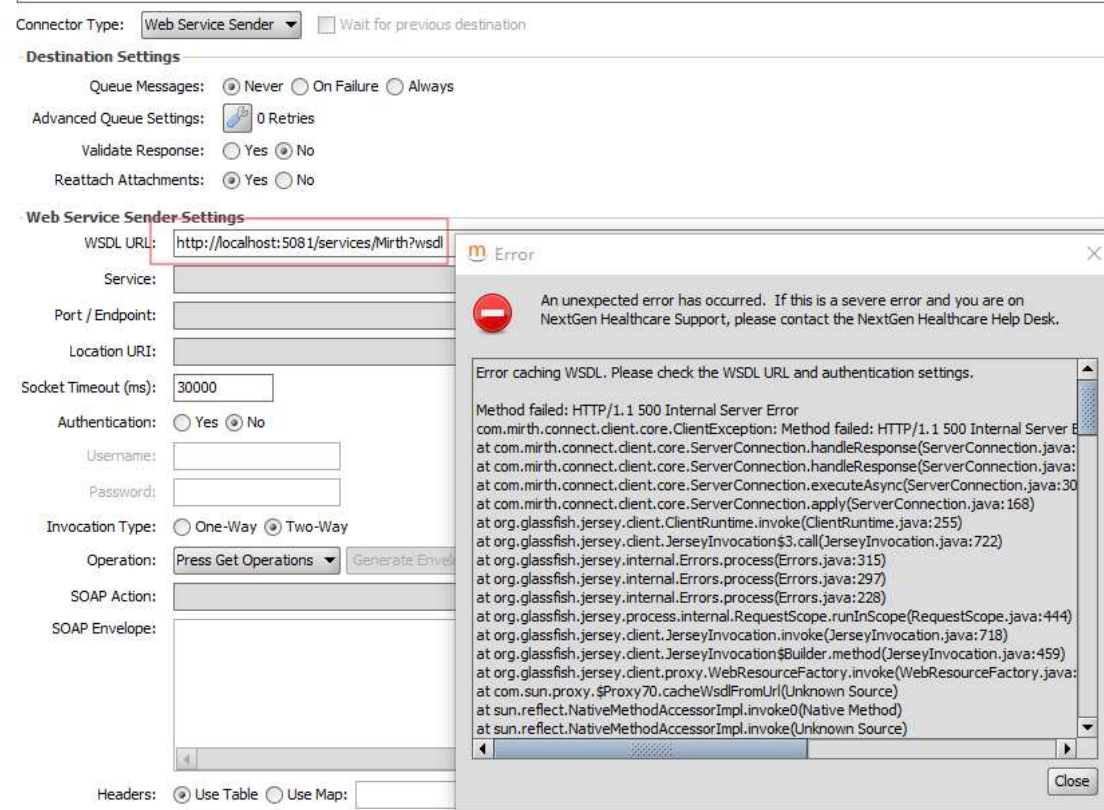 Connector Type: Web Service Sender Wait for previous destination
Destination Settings
Queue Messages: Never On Failure Always
Advanced Queue Settings: 0 Retries
Validate Response: Yes No
Reattach Attachments: Yes No
Web Service Sender Settings
WSDL URL: http://localhost:5081/services/Mirth?wsdl
Service:
Port / Endpoint:
Location URI:
Socket Timeout (ms): 30000
Authentication: Yes No
Username:
Password:
Invocation Type: One-Way Two-Way
Operation: Press Get Operations Generate Envel
SOAP Action:
SOAP Envelope:
Headers: Use Table Use Map:
m Error
An unexpected error has occurred. If this is a severe error and you are on
NextGen Healthcare Support, please contact the NextGen Healthcare Help Desk.
Error caching WSDL. Please check the WSDL URL and authentication settings.
Method failed: HTTP/1.1 500 Internal Server Error
com.mirth.connect.client.core.ClientException: Method failed: HTTP/1.1 500 Internal Server E
at com.mirth.connect.client.core.ServerConnection.handleResponse(ServerConnection.java:
at com.mirth.connect.client.core.ServerConnection.handleResponse(ServerConnection.java:
at com.mirth.connect.client.core.ServerConnection.executeAsync(ServerConnection.java:30
at com.mirth.connect.client.core.ServerConnection.apply(ServerConnection.java:168)
at org.glassfish.jersey.client.ClientRuntime.invoke(ClientRuntime.java:255)
at org.glassfish.jersey.client.JerseyInvocation$3.call(JerseyInvocation.java:722)
at org.glassfish.jersey.internal.Errors.process(Errors.java:315)
at org.glassfish.jersey.internal.Errors.process(Errors.java:297)
at org.glassfish.jersey.internal.Errors.process(Errors.java:228)
at org.glassfish.jersey.process.internal.RequestScope.runInScope(RequestScope.java:444)
at org.glassfish.jersey.client.JerseyInvocation.invoke(JerseyInvocation.java:718)
at org.glassfish.jersey.client.JerseyInvocation$Builder.method(JerseyInvocation.java:459)
at org.glassfish.jersey.client.proxy.WebResourceFactory.invoke(WebResourceFactory.java:
at com.sun.proxy.$Proxy70.cacheWsdlFromUrl(Unknown Source)
at sun.reflect.NativeMethodAccessorImpl.invoke0(Native Method)
at sun.reflect.NativeMethodAccessorImpl.invoke(Unknown Source)
Close